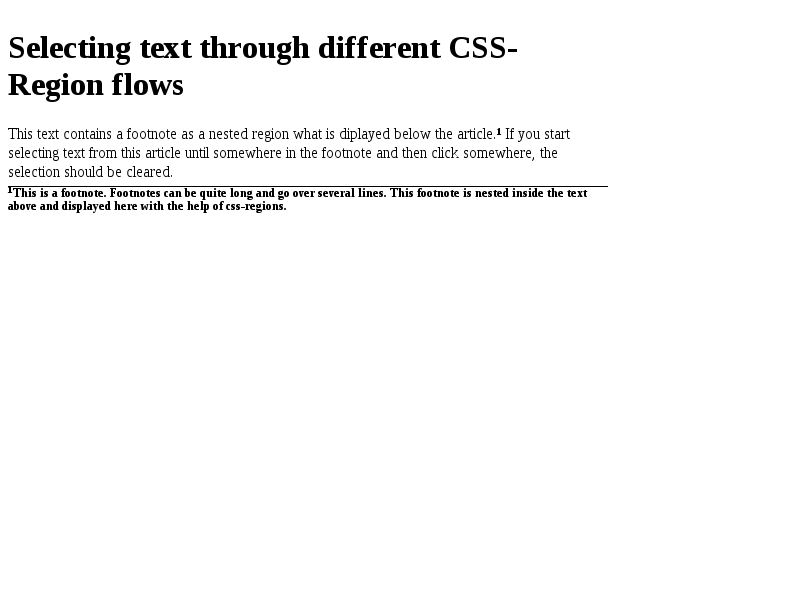 Selecting text through different CSS-
Region flows
This text contains a footnote as a nested region what is diplayed below the article.¹ If you start
selecting text from this article until somewhere in the footnote and then click somewhere, the
selection should be cleared.
¹This is a footnote. Footnotes can be quite long and go over several lines. This footnote is nested inside the text
above and displayed here with the help of css-regions.